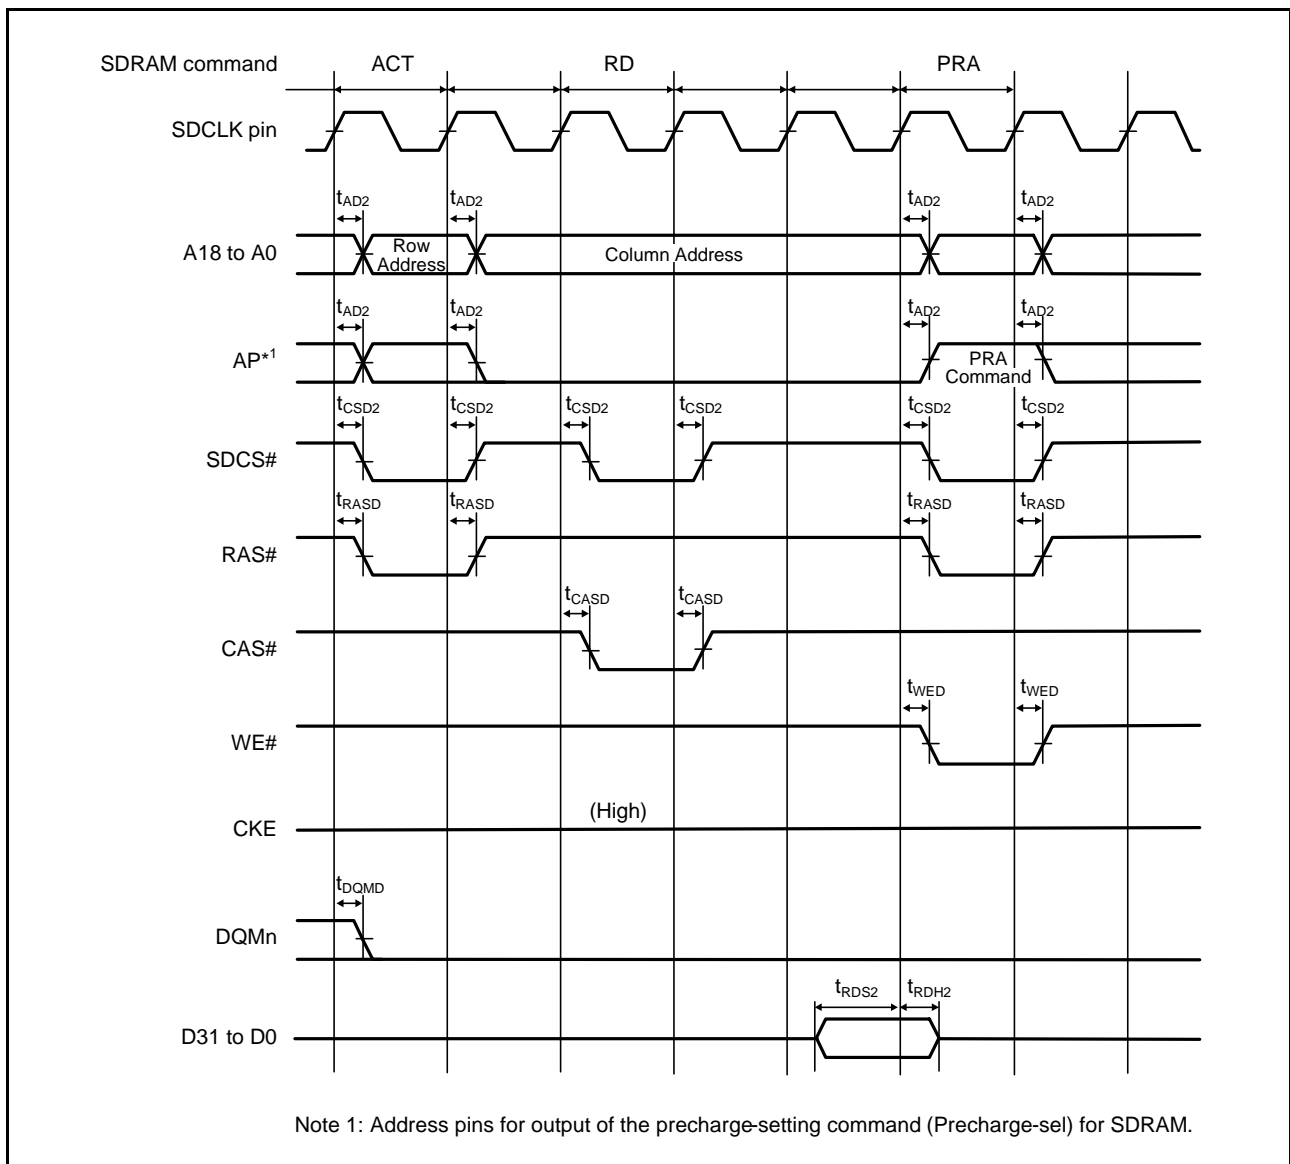 SDRAM command ACT RD PRA
SDCLK pin
tAD2 tAD2 tAD2 tAD2
A18 to A0 Row Address Column Address
tAD2 tAD2 tAD2 tAD2
AP*1 PRA Command
tCSD2 tCSD2 tCSD2 tCSD2 tCSD2 tCSD2
SDCS#
tRASD tRASD tRASD tRASD
RAS#
tCASD tCASD
CAS#
tWED tWED
WE#
(High)
CKE
tDQMD
DQMn
tRDS2 tRDH2
D31 to D0
Note 1: Address pins for output of the precharge-setting command (Precharge-sel) for SDRAM.